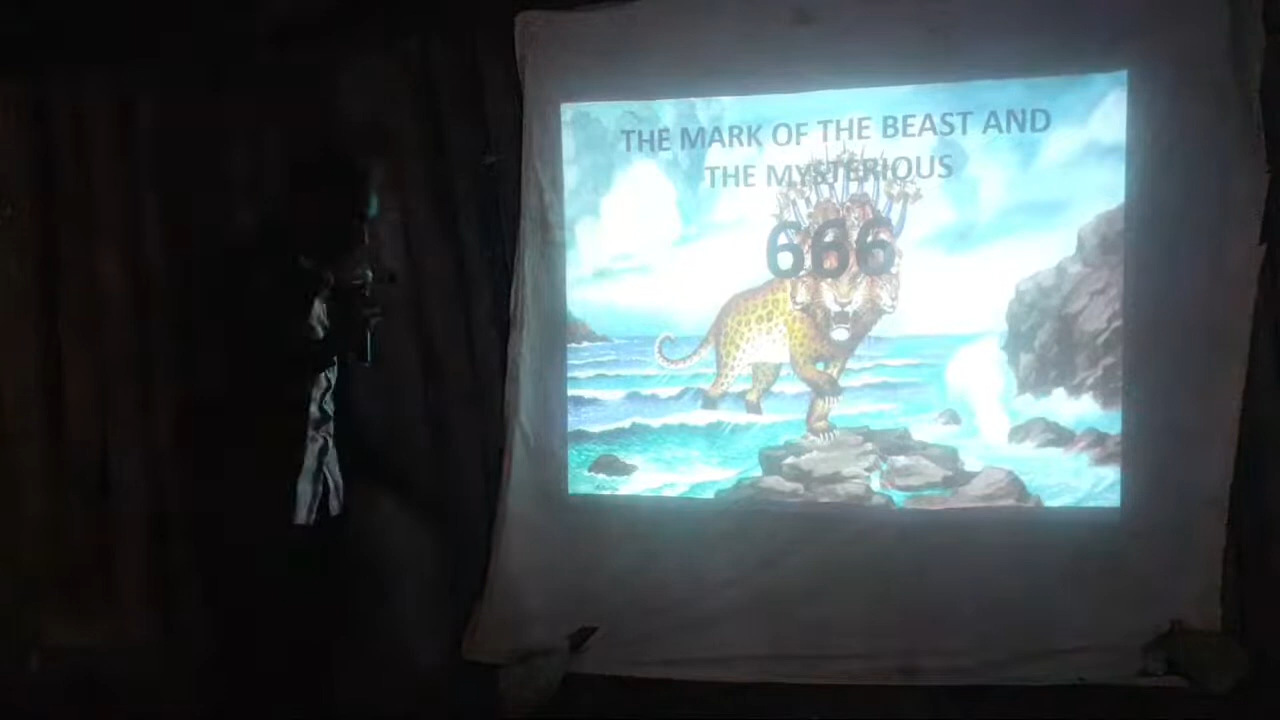 THE MARK OF THE BEAST AND
THE MYSTERIOUS
666